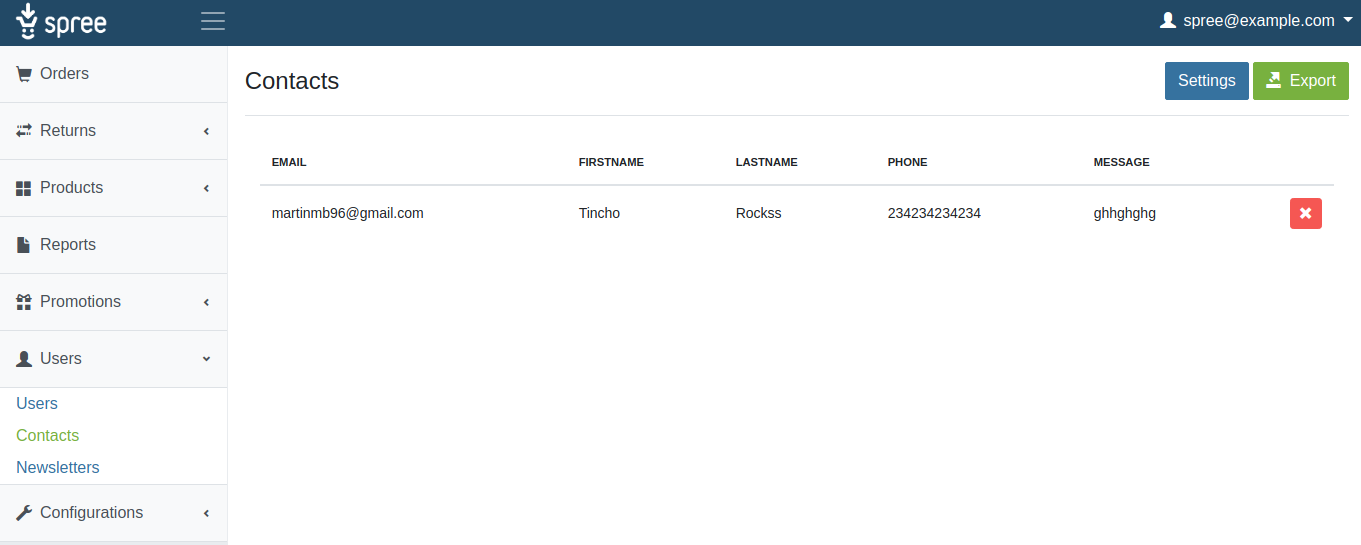 spree
spree@example.com
Orders
Returns
Products
Reports
Promotions
Users
Users
Contacts
Newsletters
Configurations
Contacts
Settings
Export
EMAIL FIRSTNAME LASTNAME PHONE MESSAGE
martinmb96@gmail.com Tincho Rockss 234234234234 ghhghghg